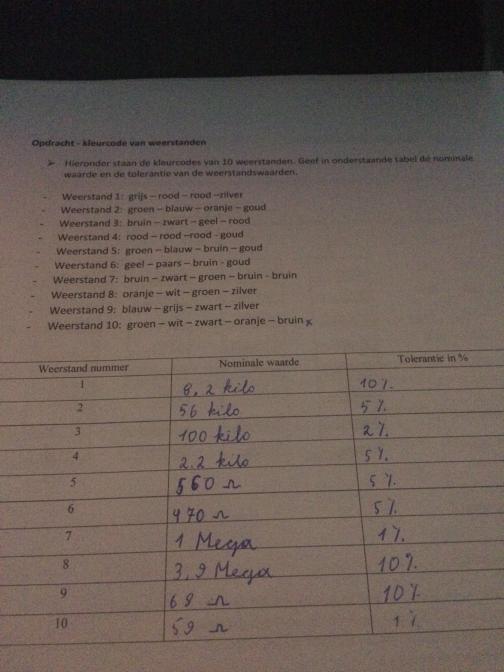 Opdracht - kleurcode van weerstanden
➢ Hieronder staan de kleurcodes van 10 weerstanden. Geef in onderstaande tabel de nominale
waarde en de tolerantie van de weerstandswaarden.
- Weerstand 1: grijs – rood – rood –zilver
- Weerstand 2: groen – blauw – oranje – goud
- Weerstand 3: bruin – zwart – geel – rood
- Weerstand 4: rood – rood –rood - goud
- Weerstand 5: groen – blauw – bruin – goud
- Weerstand 6: geel – paars – bruin - goud
- Weerstand 7: bruin – zwart – groen – bruin - bruin
- Weerstand 8: oranje – wit – groen – zilver
- Weerstand 9: blauw – grijs – zwart – zilver
- Weerstand 10: groen – wit – zwart – oranje – bruin x
Weerstand nummer Nominale waarde Tolerantie in %
1 8,2 kilo 10%
2 56 kilo 5%
3 100 kilo 2%
4 2.2 kilo 5%
5 560 Ω 5%
6 470 Ω 5%
7 1 Mega 1%
8 3,9 Mega 10%
9 68 Ω 10%
10 59 Ω 1%